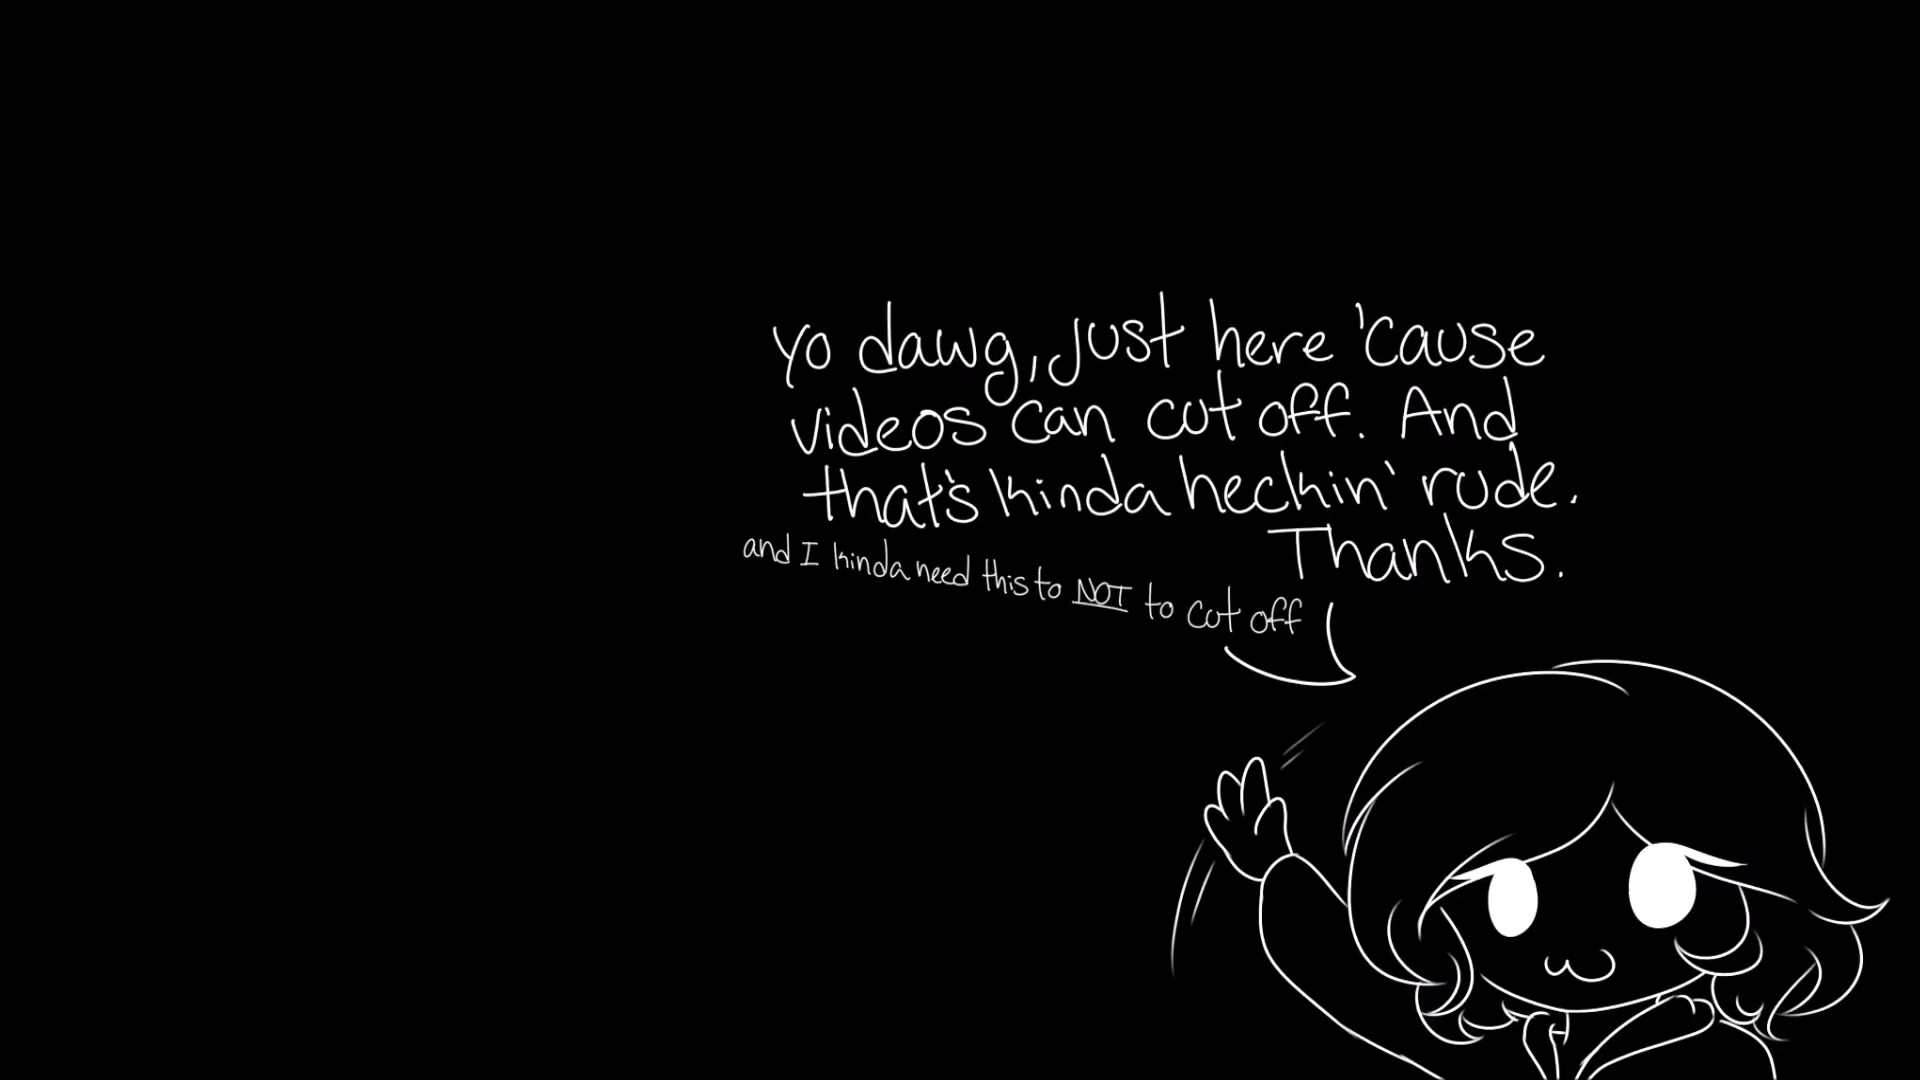 Yo dawg, just here 'cause
videos can cut off. And
that's kinda heckin' rude.
Thanks.
and I kinda need this to NOT to cut off